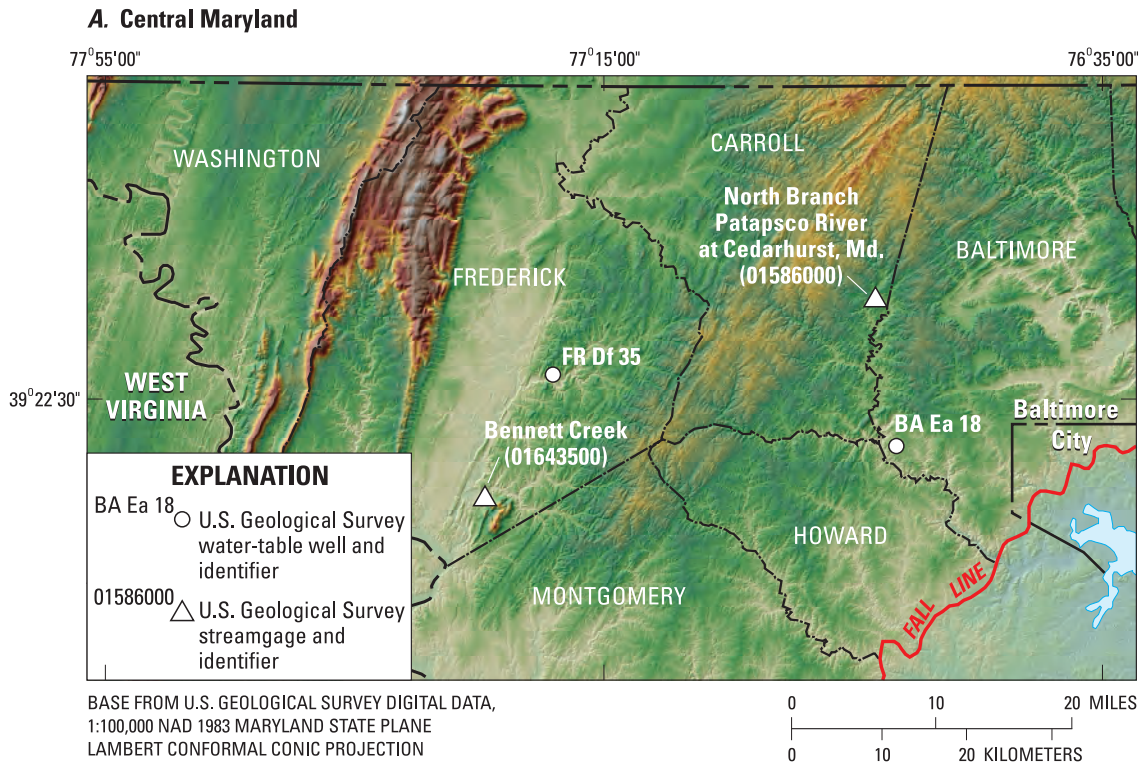 A. Central Maryland
77°55'00"
77°15'00"
76°35'00"
WASHINGTON
CARROLL
North Branch
Patapsco River
at Cedarhurst, Md.
(01586000)
BALTIMORE
FREDERICK
FR Df 35
39°22'30"
WEST
VIRGINIA
Bennett Creek
(01643500)
BA Ea 18
Baltimore
City
HOWARD
MONTGOMERY
FALL LINE
EXPLANATION
BA Ea 18
U.S. Geological Survey
water-table well and
identifier
01586000
U.S. Geological Survey
streamgage and
identifier
BASE FROM U.S. GEOLOGICAL SURVEY DIGITAL DATA,
1:100,000 NAD 1983 MARYLAND STATE PLANE
LAMBERT CONFORMAL CONIC PROJECTION
0 10 20 MILES
0 10 20 KILOMETERS